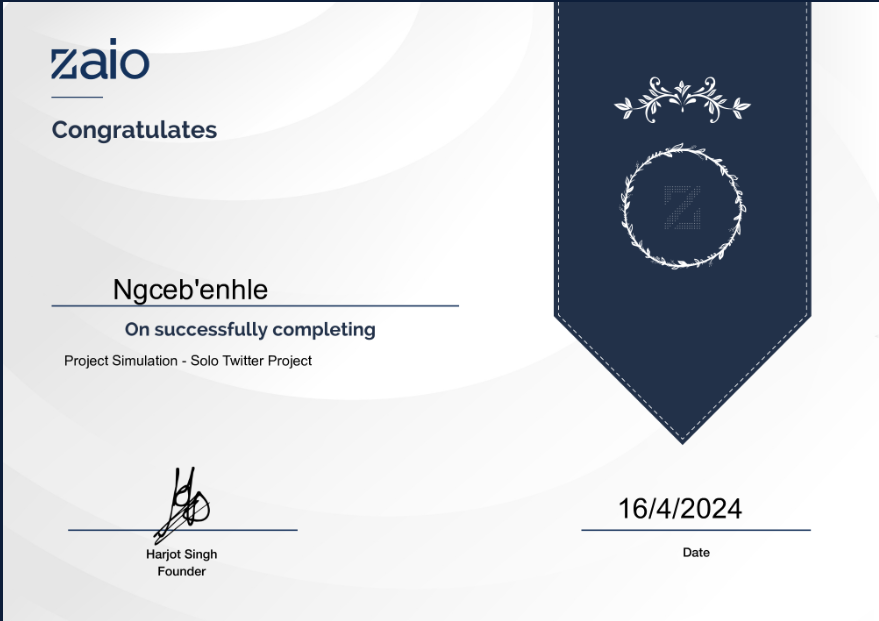 zaio
Congratulates
Ngceb'enhle
On successfully completing
Project Simulation - Solo Twitter Project
Z
16/4/2024
Harjot Singh
Founder
Date